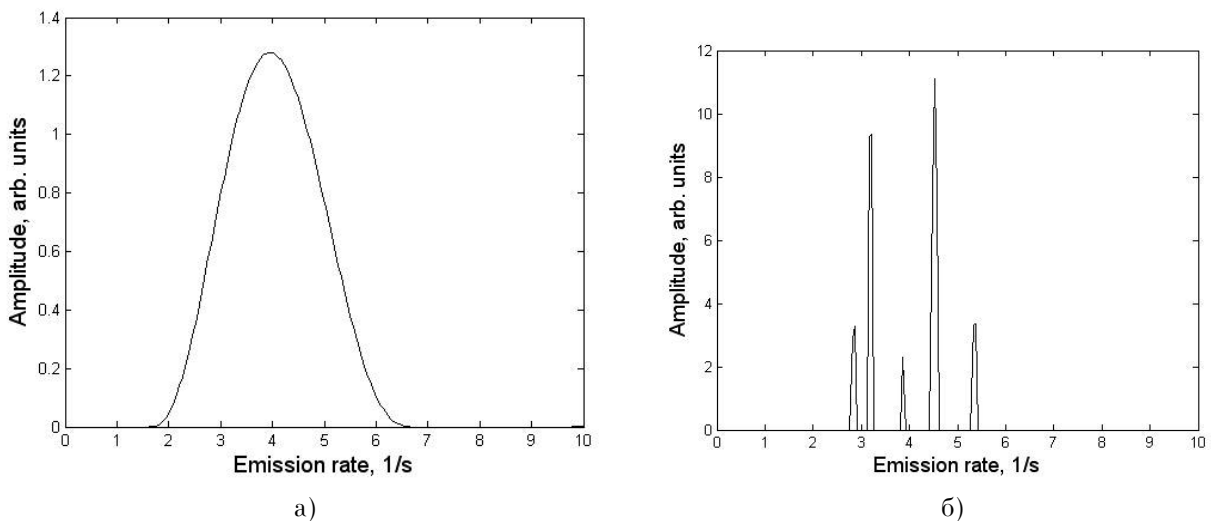 1.4
1.2
1
0.8
0.6
0.4
0.2
0
0 1 2 3 4 5 6 7 8 9 10
Amplitude, arb. units
Emission rate, 1/s
а)
12
10
8
6
4
2
0
0 1 2 3 4 5 6 7 8 9 10
Amplitude, arb. units
Emission rate, 1/s
б)